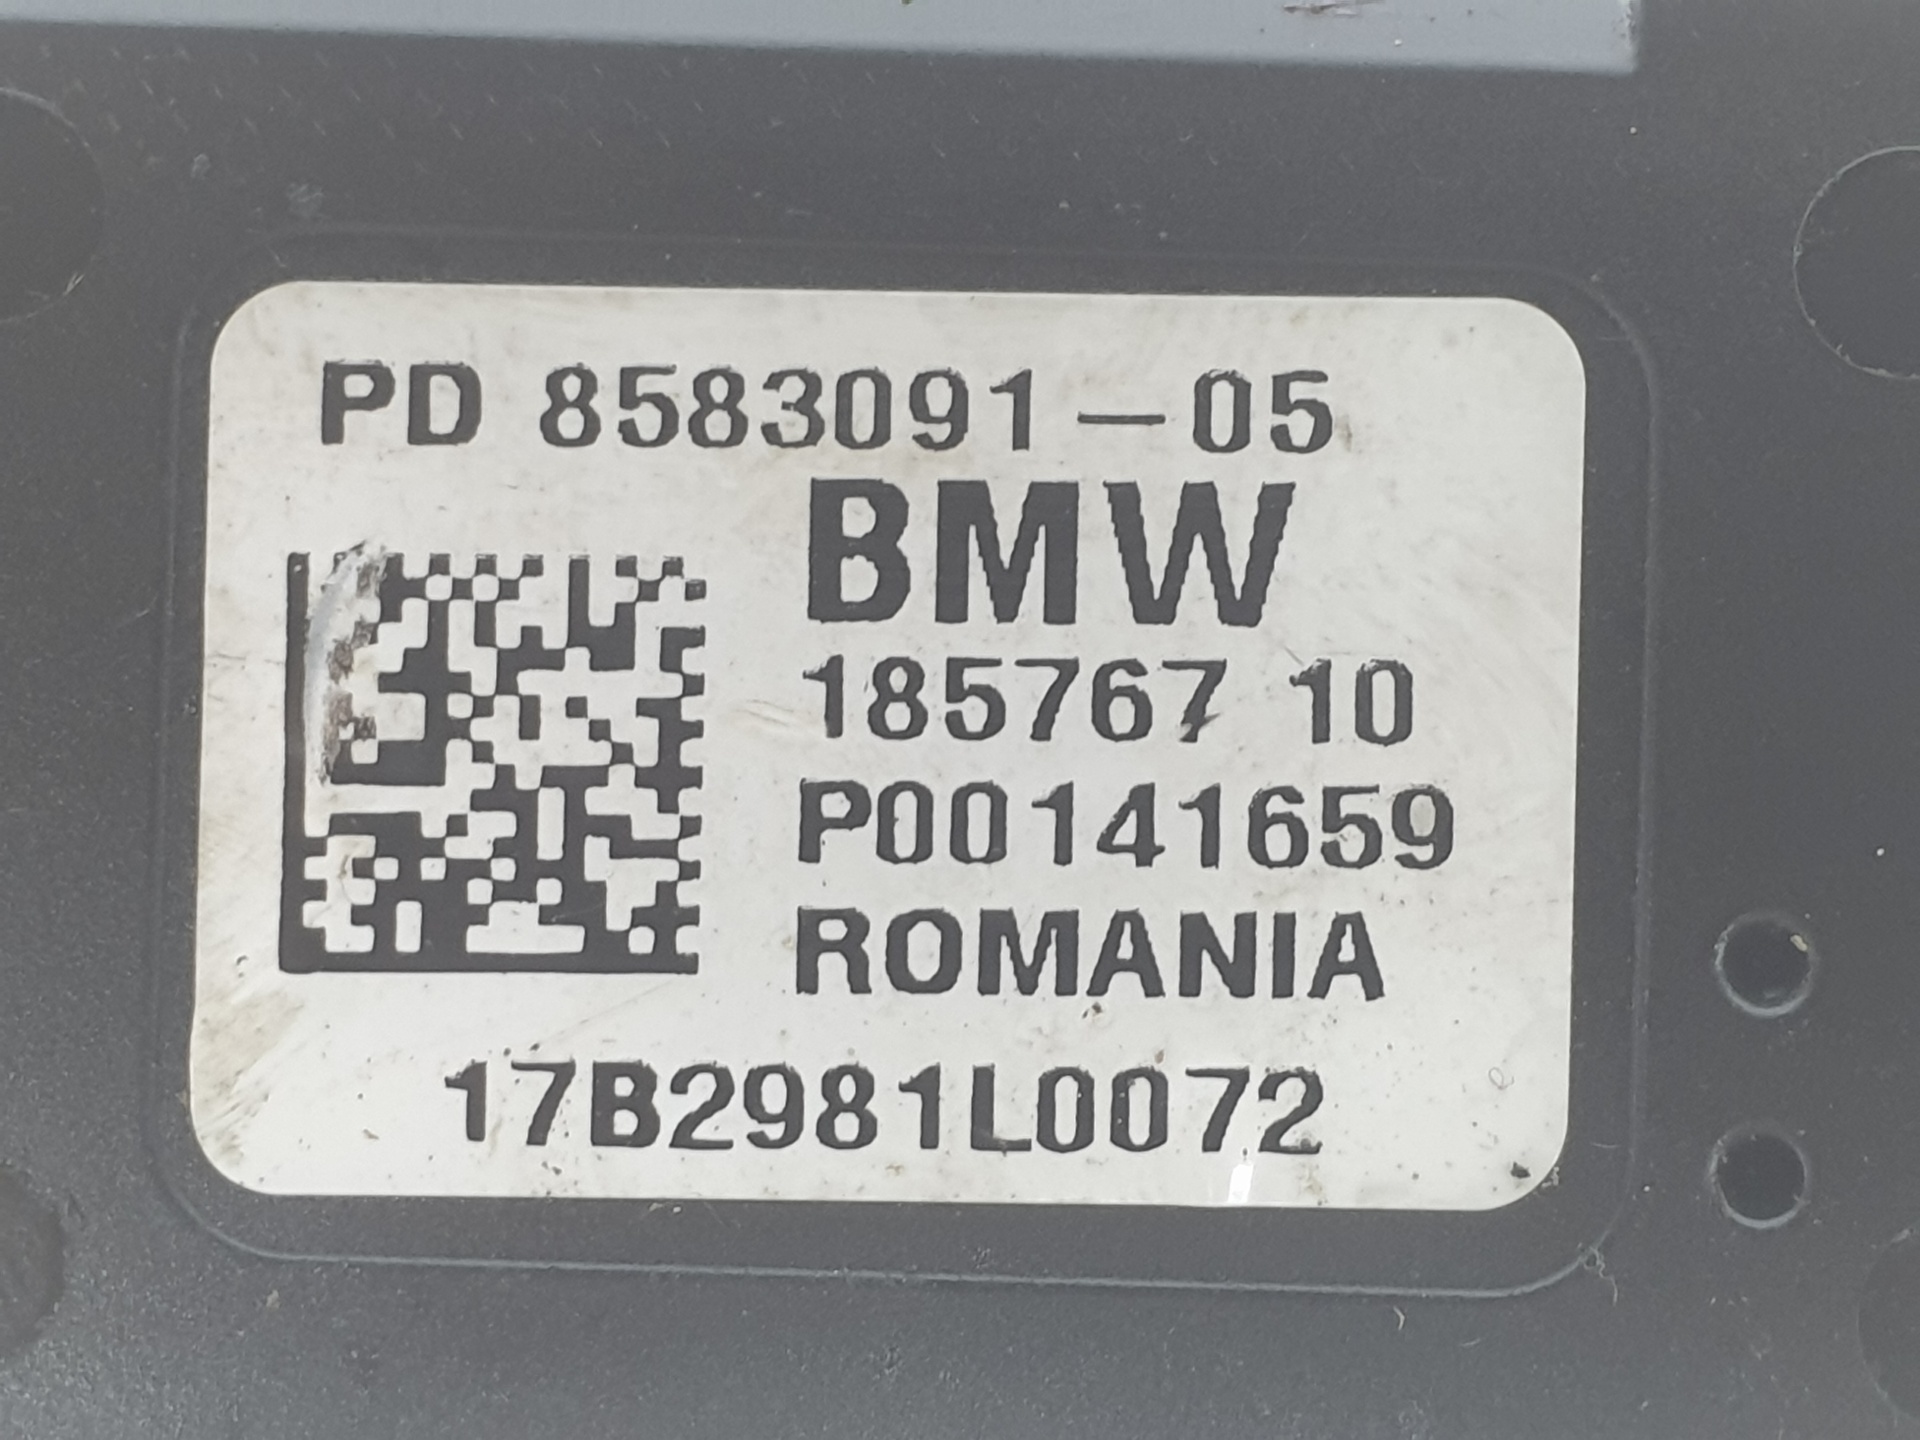 PD 8583091-05
BMW
185767 10
P00141659
ROMANIA
17B2981L0072